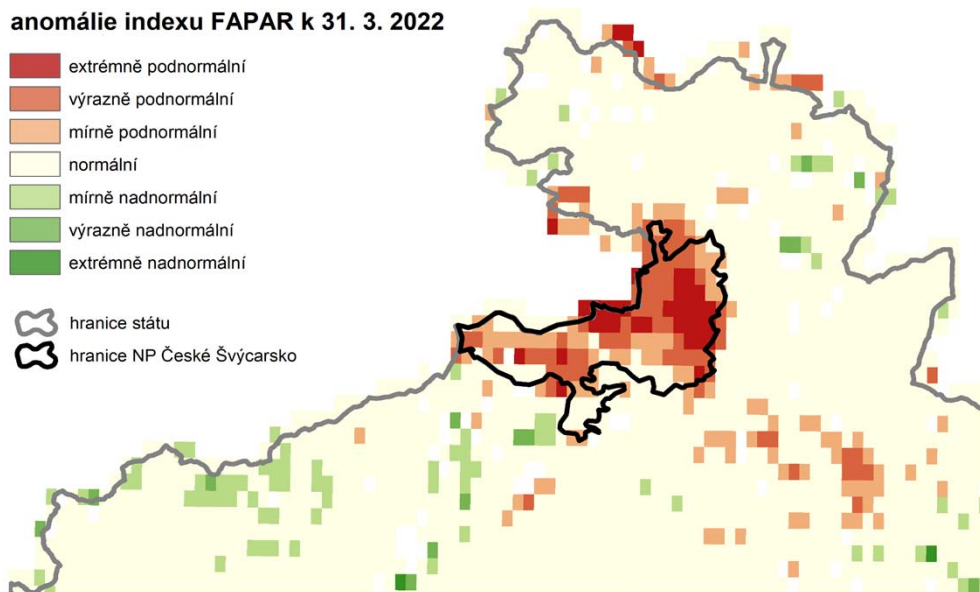 anomálie indexu FAPAR k 31. 3. 2022
extrémně podnormální
výrazně podnormální
mírně podnormální
normální
mírně nadnormální
výrazně nadnormální
extrémně nadnormální
hranice státu
hranice NP České Švýcarsko